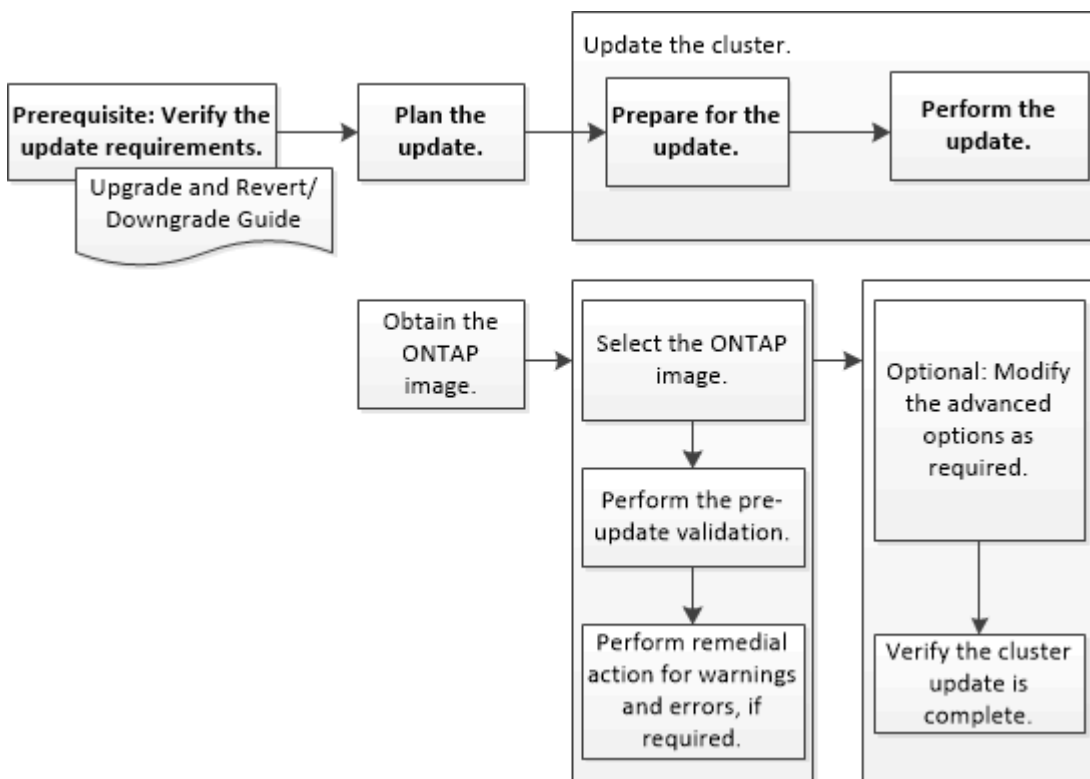 Update the cluster.
Prerequisite: Verify the
update requirements.
Upgrade and Revert/
Downgrade Guide
Plan the
update.
Prepare for the
update.
Perform the
update.
Obtain the
ONTAP
image.
Select the ONTAP
image.
Perform the pre-
update validation.
Perform remedial
action for warnings
and errors, if
required.
Optional: Modify
the advanced
options as
required.
Verify the cluster
update is
complete.